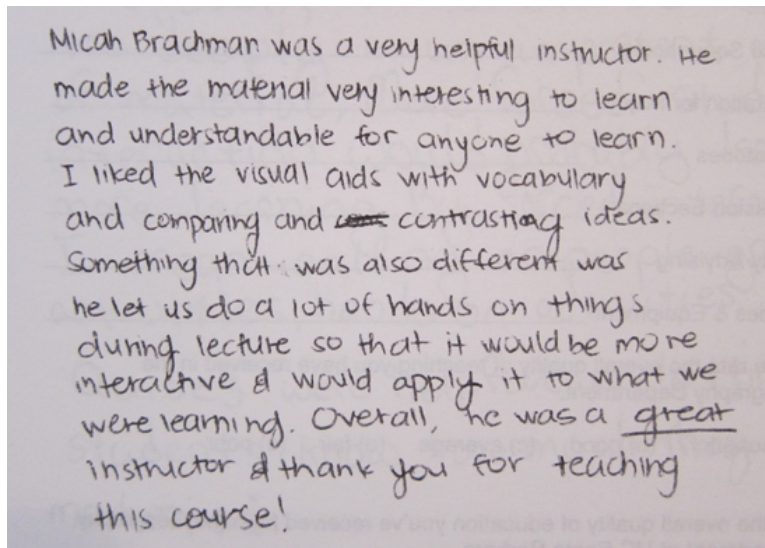 Micah Brachman was a very helpful instructor. He
made the material very interesting to learn
and understandable for anyone to learn.
I liked the visual aids with vocabullary
and comparing and contrasting ideas.
Something that was also different was
he let us do a lot of hands on things
during lecture so that it would be more
interactive & would apply it to what we
were learning. Overall, he was a great
instructor & thank you for teaching
this course!